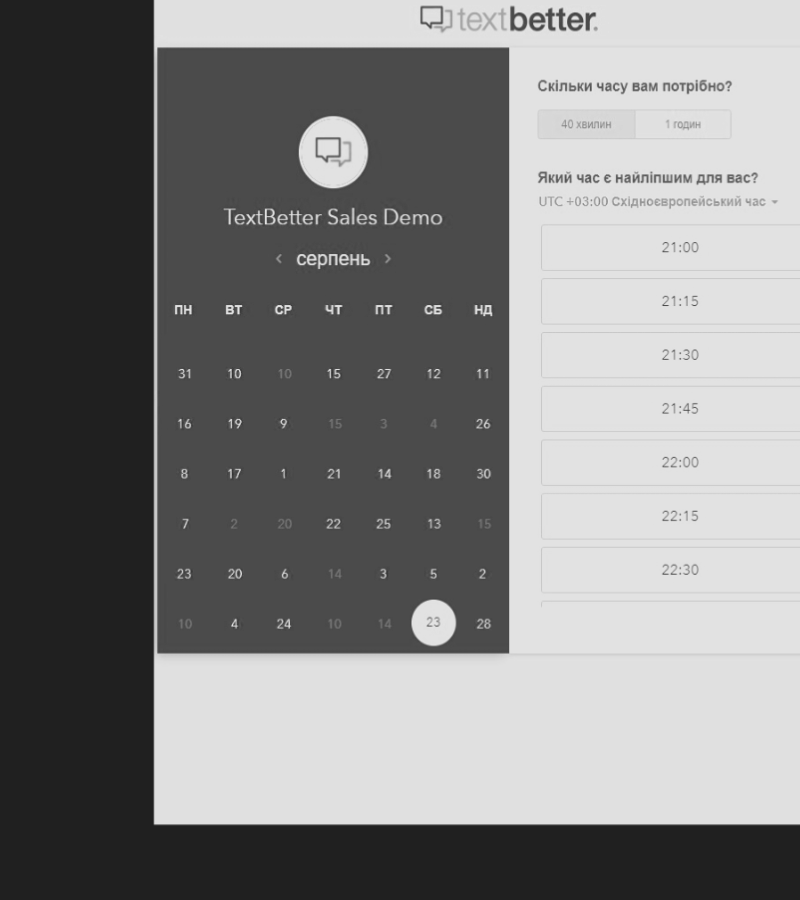 textbetter.
TextBetter Sales Demo
серпень
ПН ВТ СР ЧТ ПТ СБ НД
31 10 10 15 27 12 11
16 19 9 15 3 4 26
8 17 1 21 14 18 30
7 2 20 22 25 13 15
23 20 6 14 3 5 2
10 4 24 10 14 23 28
Скільки часу вам потрібно?
40 хвилин 1 годин
Який час є найліпшим для вас?
UTC +03:00 Східноєвропейський час
21:00
21:15
21:30
21:45
22:00
22:15
22:30